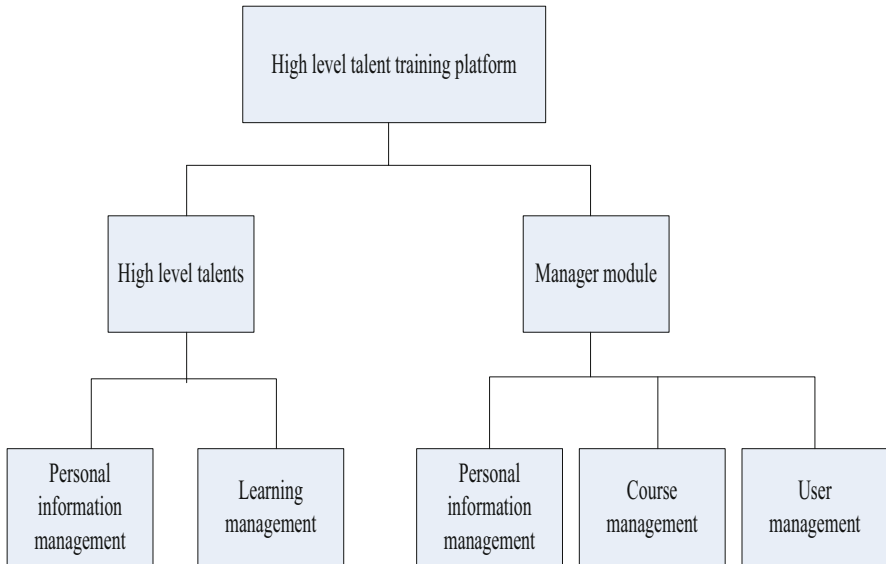 High level talent training platform
High level talents
Manager module
Personal
information
management
Learning
management
Personal
information
management
Course
management
User
management